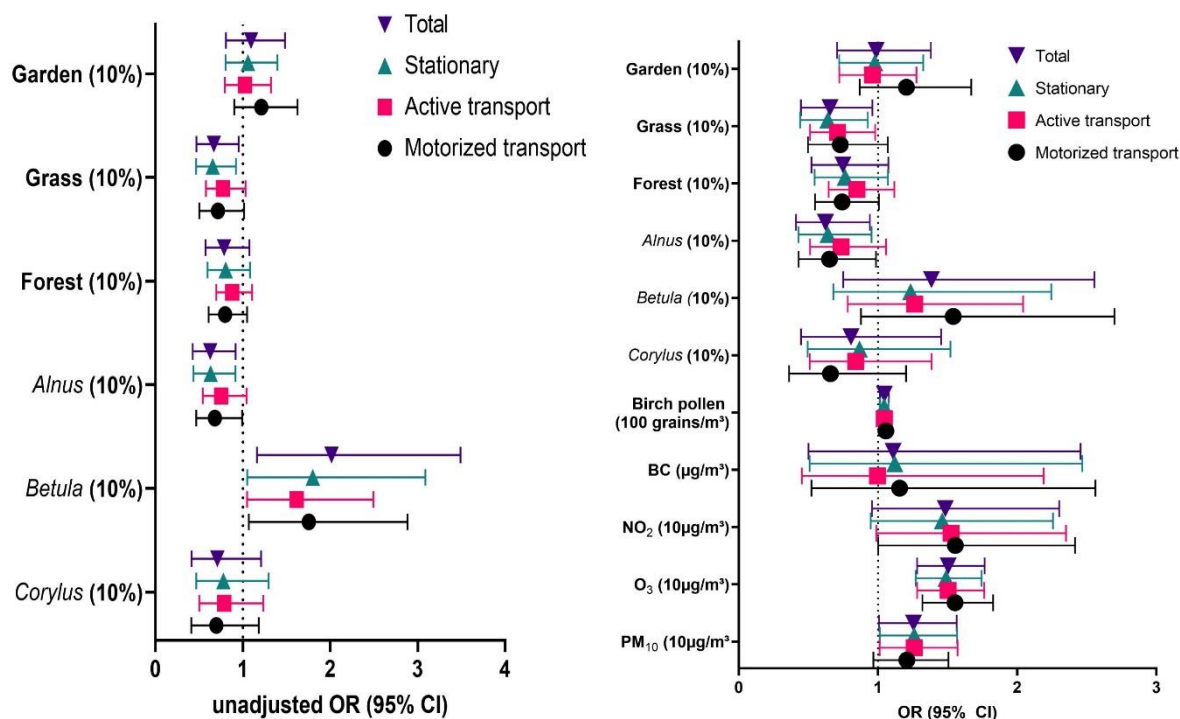 Total
Stationary
Active transport
Motorized transport
Garden (10%)
Grass (10%)
Forest (10%)
Alnus (10%)
Betula (10%)
Corylus (10%)
0 1 2 3 4
unadjusted OR (95% CI)
Total
Stationary
Active transport
Motorized transport
Garden (10%)
Grass (10%)
Forest (10%)
Alnus (10%)
Betula (10%)
Corylus (10%)
Birch pollen
(100 grains/m³)
BC (µg/m³)
NO₂ (10µg/m³)
O₃ (10µg/m³)
PM₁₀ (10µg/m³
0 1 2 3
OR (95% CI)